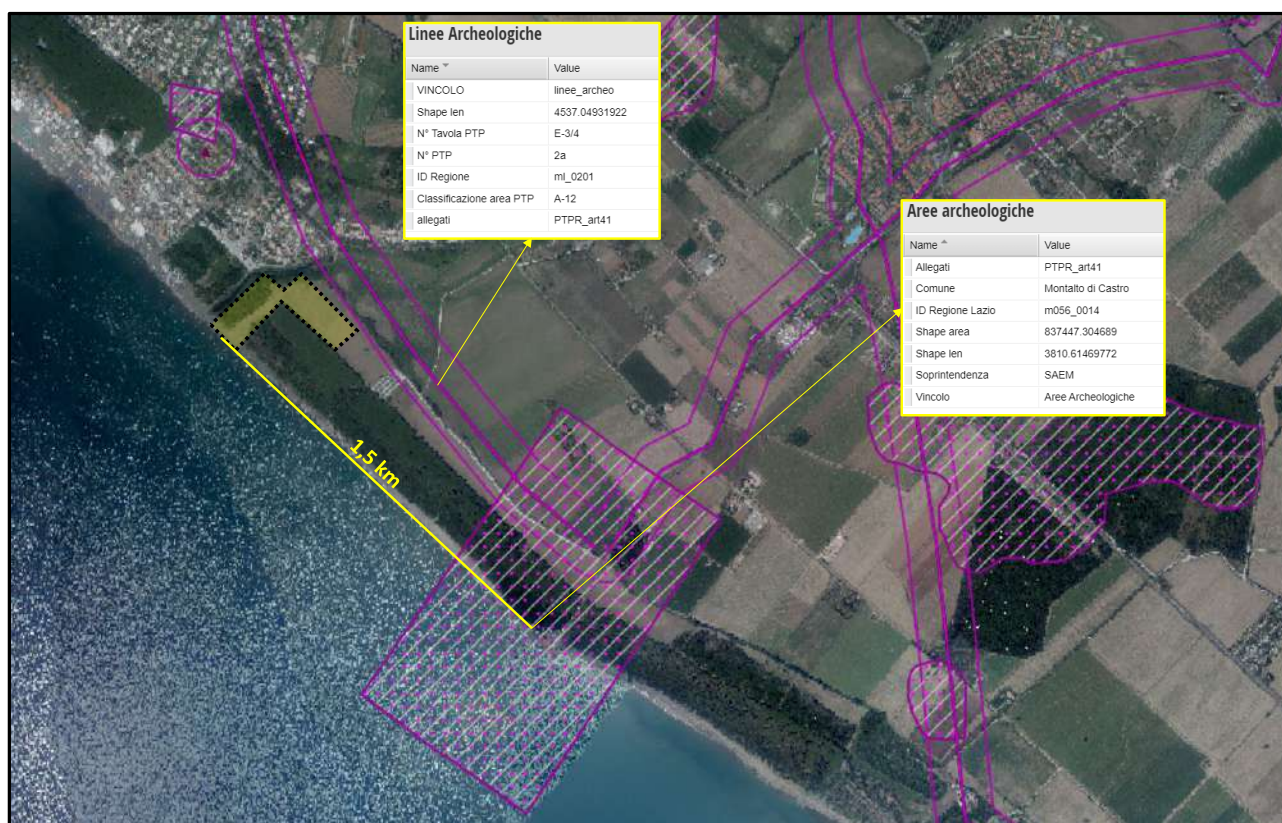 Linee Archeologiche
Name Value
VINCOLO linee_archeo
Shape len 4537.04931922
N° Tavola PTP E-3/4
N° PTP 2a
ID Regione ml_0201
Classificazione area PTP A-12
allegati PTPR_art41
Aree archeologiche
Name Value
Allegati PTPR_art41
Comune Montalto di Castro
ID Regione Lazio m056_0014
Shape area 837447.304689
Shape len 3810.61469772
Soprintendenza SAEM
Vincolo Aree Archeologiche
1,5 km